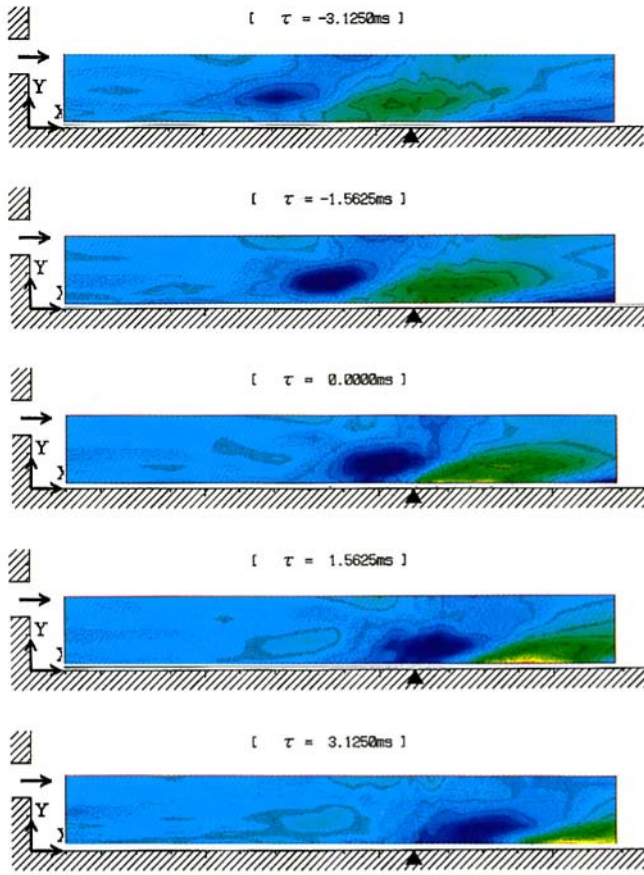 [ τ = -3.1250ms ]
Y
X
[ τ = -1.5625ms ]
Y
X
[ τ = 0.0000ms ]
Y
X
[ τ = 1.5625ms ]
Y
X
[ τ = 3.1250ms ]
Y
X